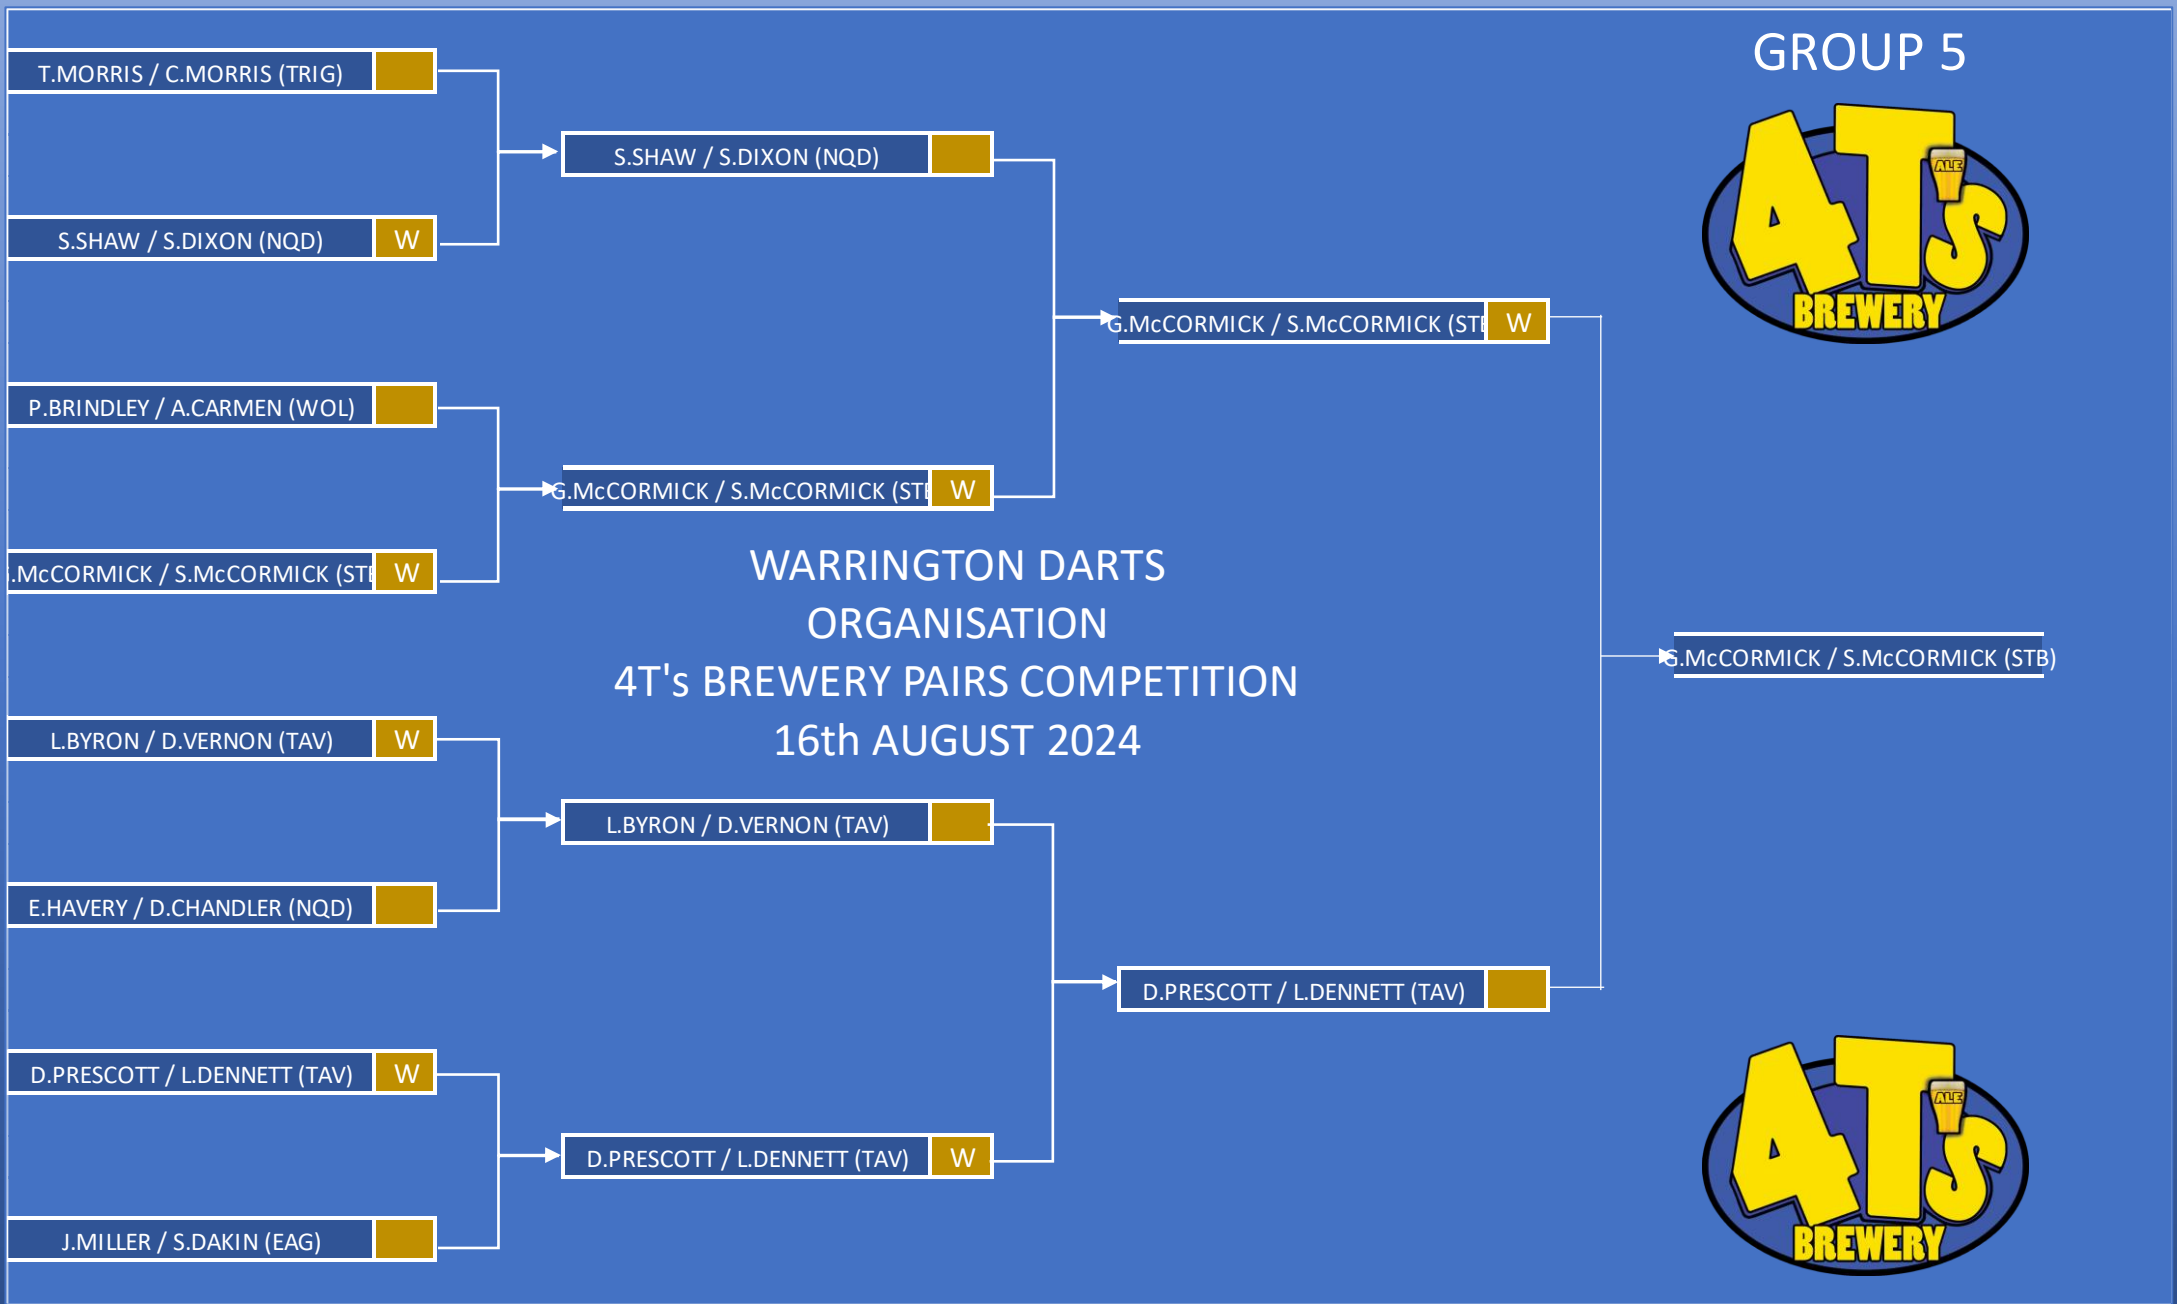 GROUP 5
4T's
ALE
BREWERY
T.MORRIS / C.MORRIS (TRIG)
S.SHAW / S.DIXON (NQD)
S.SHAW / S.DIXON (NQD) W
G.McCORMICK / S.McCORMICK (STB W
P.BRINDLEY / A.CARMEN (WOL)
G.McCORMICK / S.McCORMICK (STB W
.McCORMICK / S.McCORMICK (STB W
WARRINGTON DARTS
ORGANISATION
4T's BREWERY PAIRS COMPETITION
16th AUGUST 2024
G.McCORMICK / S.McCORMICK (STB)
L.BYRON / D.VERNON (TAV) W
L.BYRON / D.VERNON (TAV)
E.HAVERY / D.CHANDLER (NQD)
D.PRESCOTT / L.DENNETT (TAV)
D.PRESCOTT / L.DENNETT (TAV) W
D.PRESCOTT / L.DENNETT (TAV) W
J.MILLER / S.DAKIN (EAG)
4T's
ALE
BREWERY